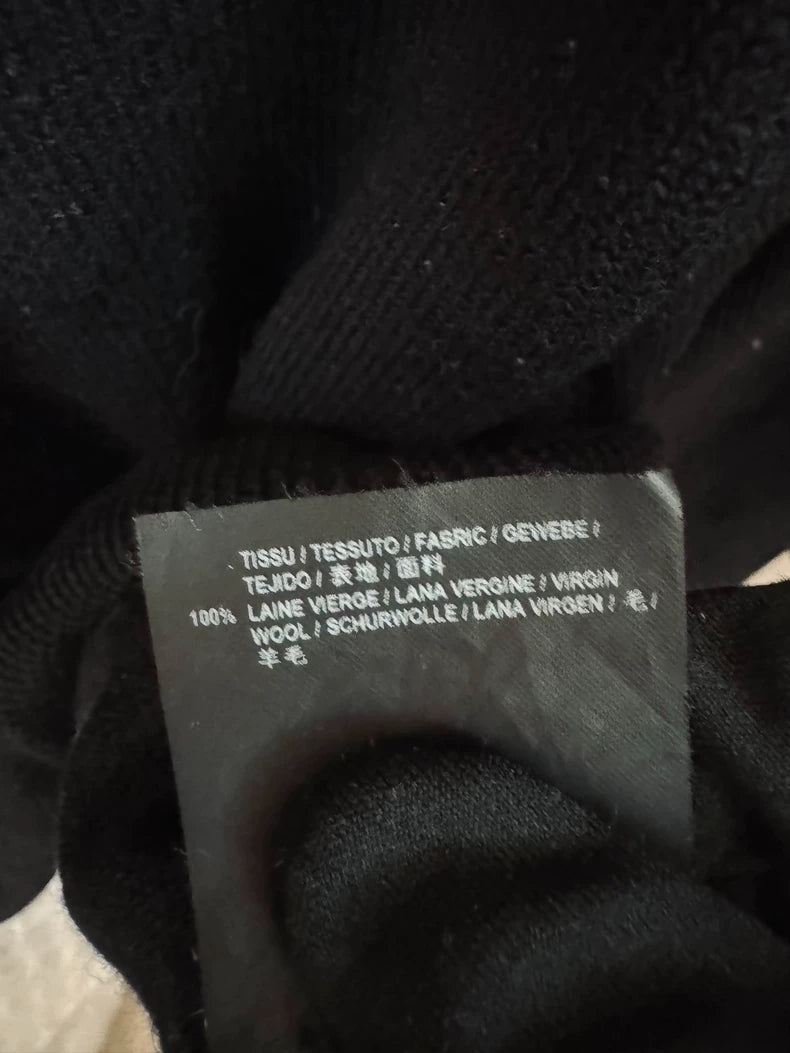 TISSU / TESSUTO / FABRIC / GEWEBE /
TEJIDO / 表地 / 面料
100% LAINE VIERGE / LANA VERGINE / VIRGIN
WOOL / SCHURWOLLE / LANA VIRGEN / 毛 /
羊毛